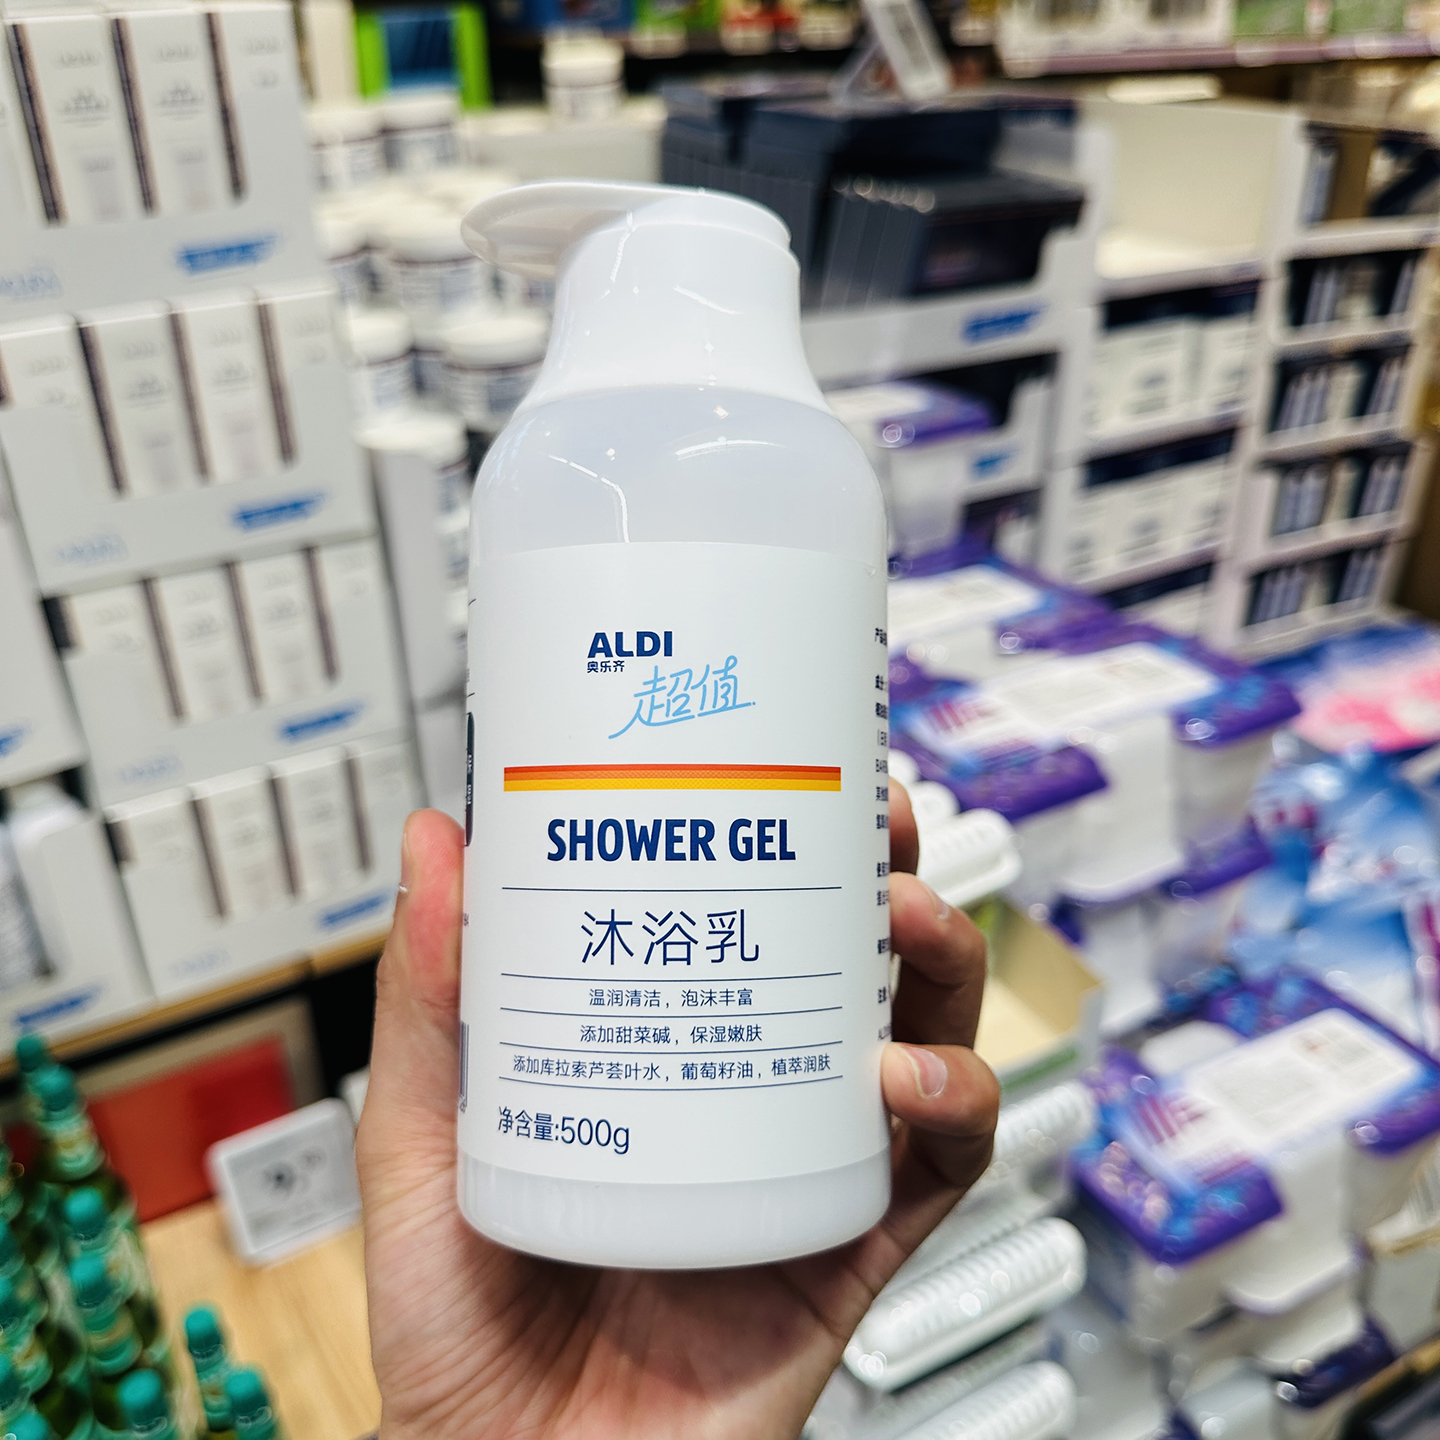 ALDI
奥乐齐
超值
SHOWER GEL
沐浴乳
温润清洁，泡沫丰富
添加甜菜碱，保湿嫩肤
添加库拉索芦荟叶水，葡萄籽油，植萃润肤
净含量:500g